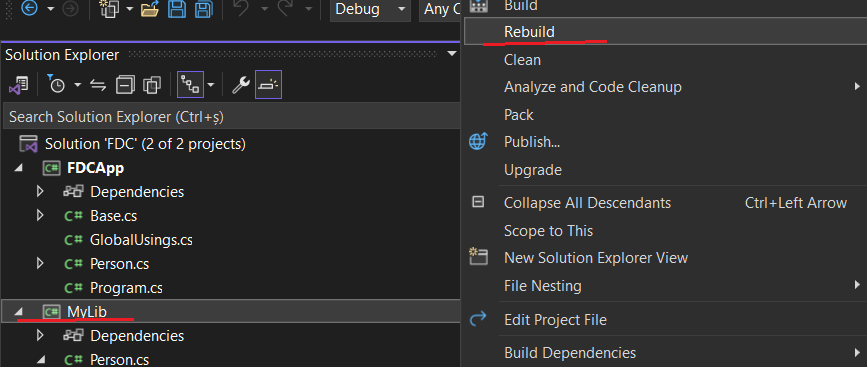 Debug
Any C
Solution Explorer
Search Solution Explorer (Ctrl+ș)
Solution 'FDC' (2 of 2 projects)
C# FDCApp
Dependencies
C# Base.cs
C# GlobalUsings.cs
C# Person.cs
C# Program.cs
C# MyLib
Dependencies
C# Person.cs
Build
Rebuild
Clean
Analyze and Code Cleanup
Pack
Publish...
Upgrade
Collapse All Descendants Ctrl+Left Arrow
Scope to This
New Solution Explorer View
File Nesting
Edit Project File
Build Dependencies